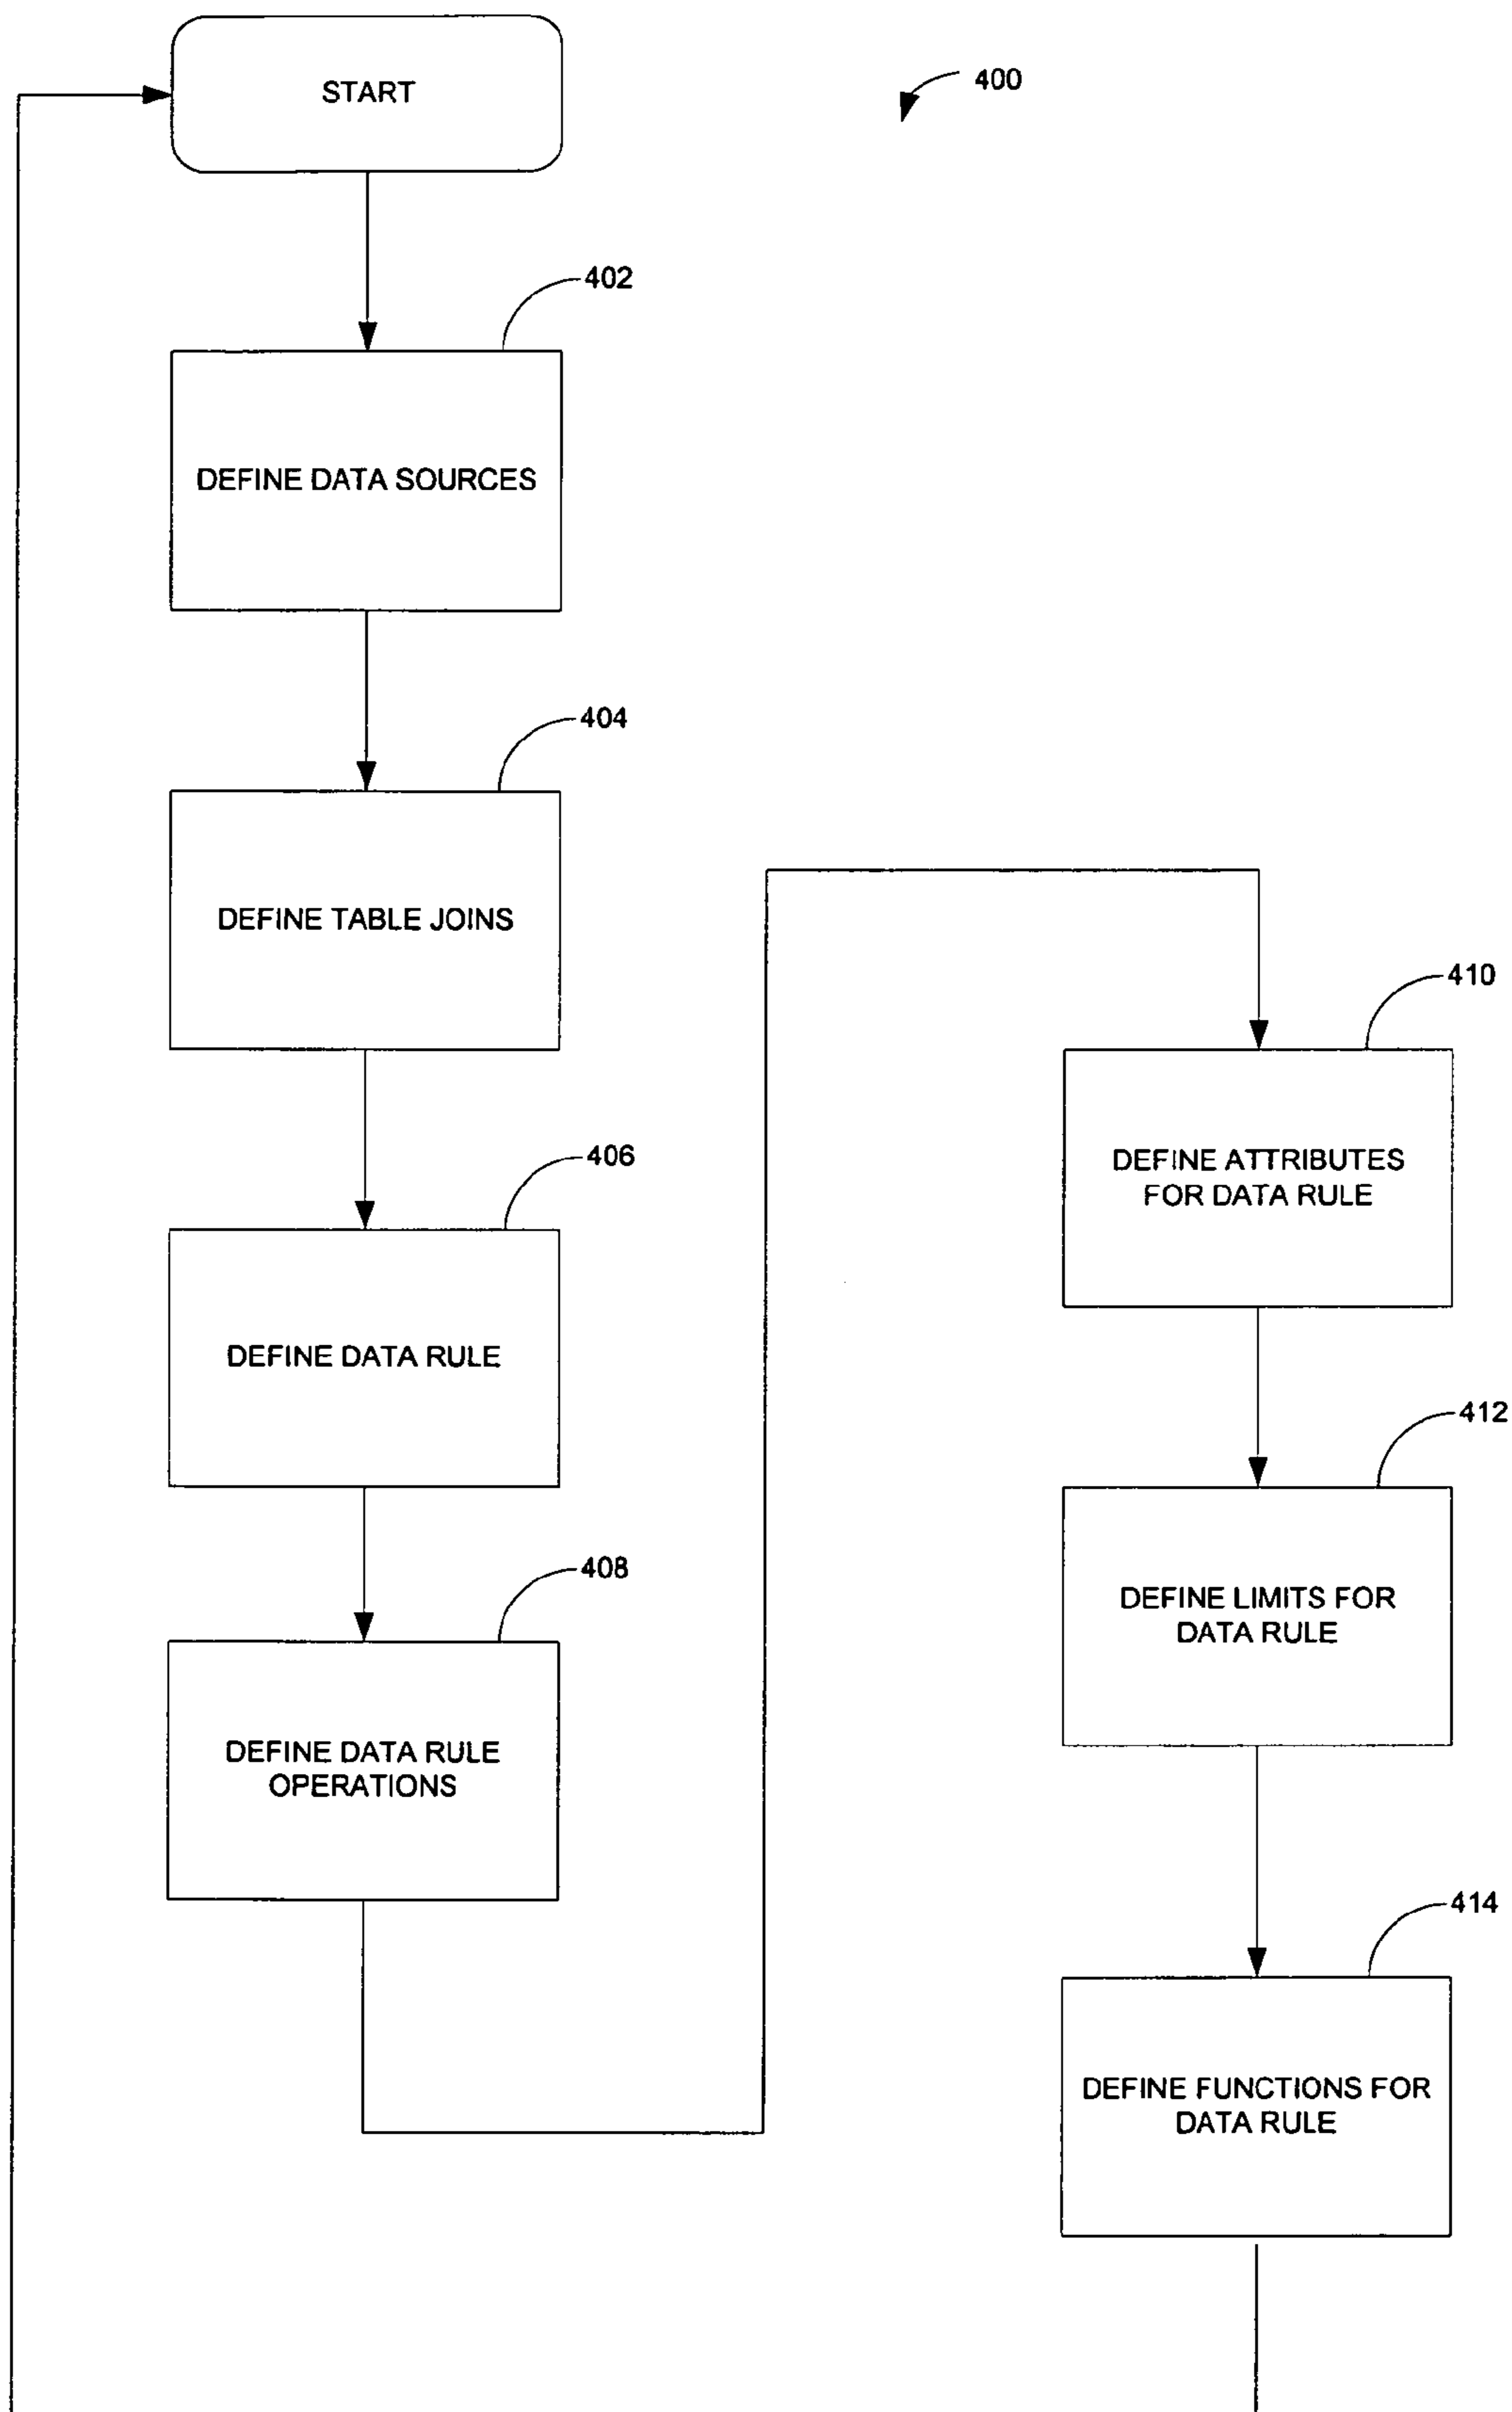 START
400
402
DEFINE DATA SOURCES
404
DEFINE TABLE JOINS
406
DEFINE DATA RULE
408
DEFINE DATA RULE
OPERATIONS
410
DEFINE ATTRIBUTES
FOR DATA RULE
412
DEFINE LIMITS FOR
DATA RULE
414
DEFINE FUNCTIONS FOR
DATA RULE